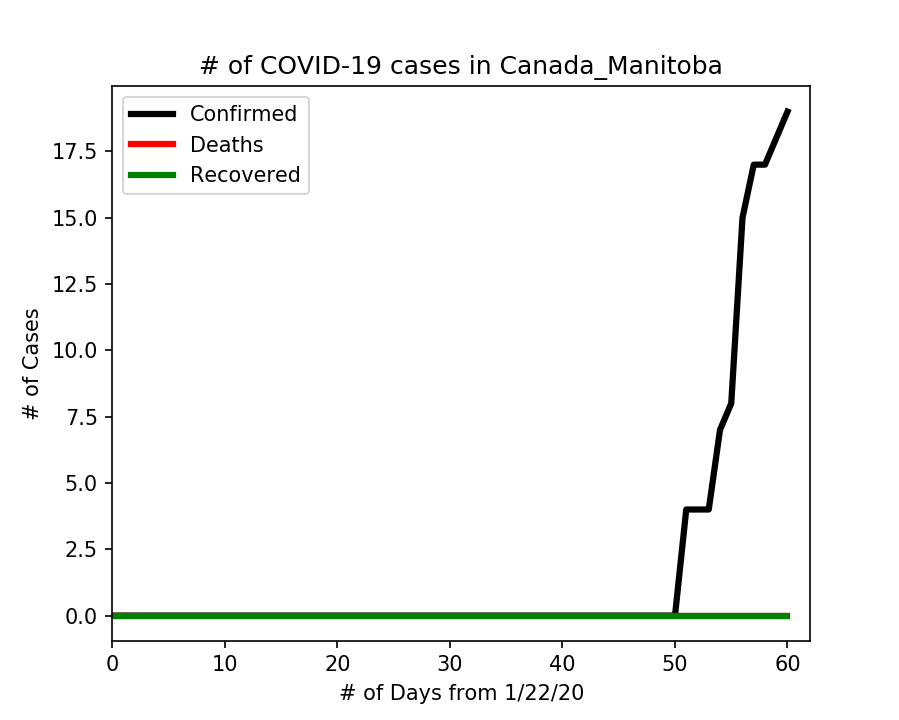 # of COVID-19 cases in Canada_Manitoba
Confirmed
Deaths
Recovered
17.5
15.0
12.5
10.0
7.5
5.0
2.5
0.0
# of Cases
0 10 20 30 40 50 60
# of Days from 1/22/20